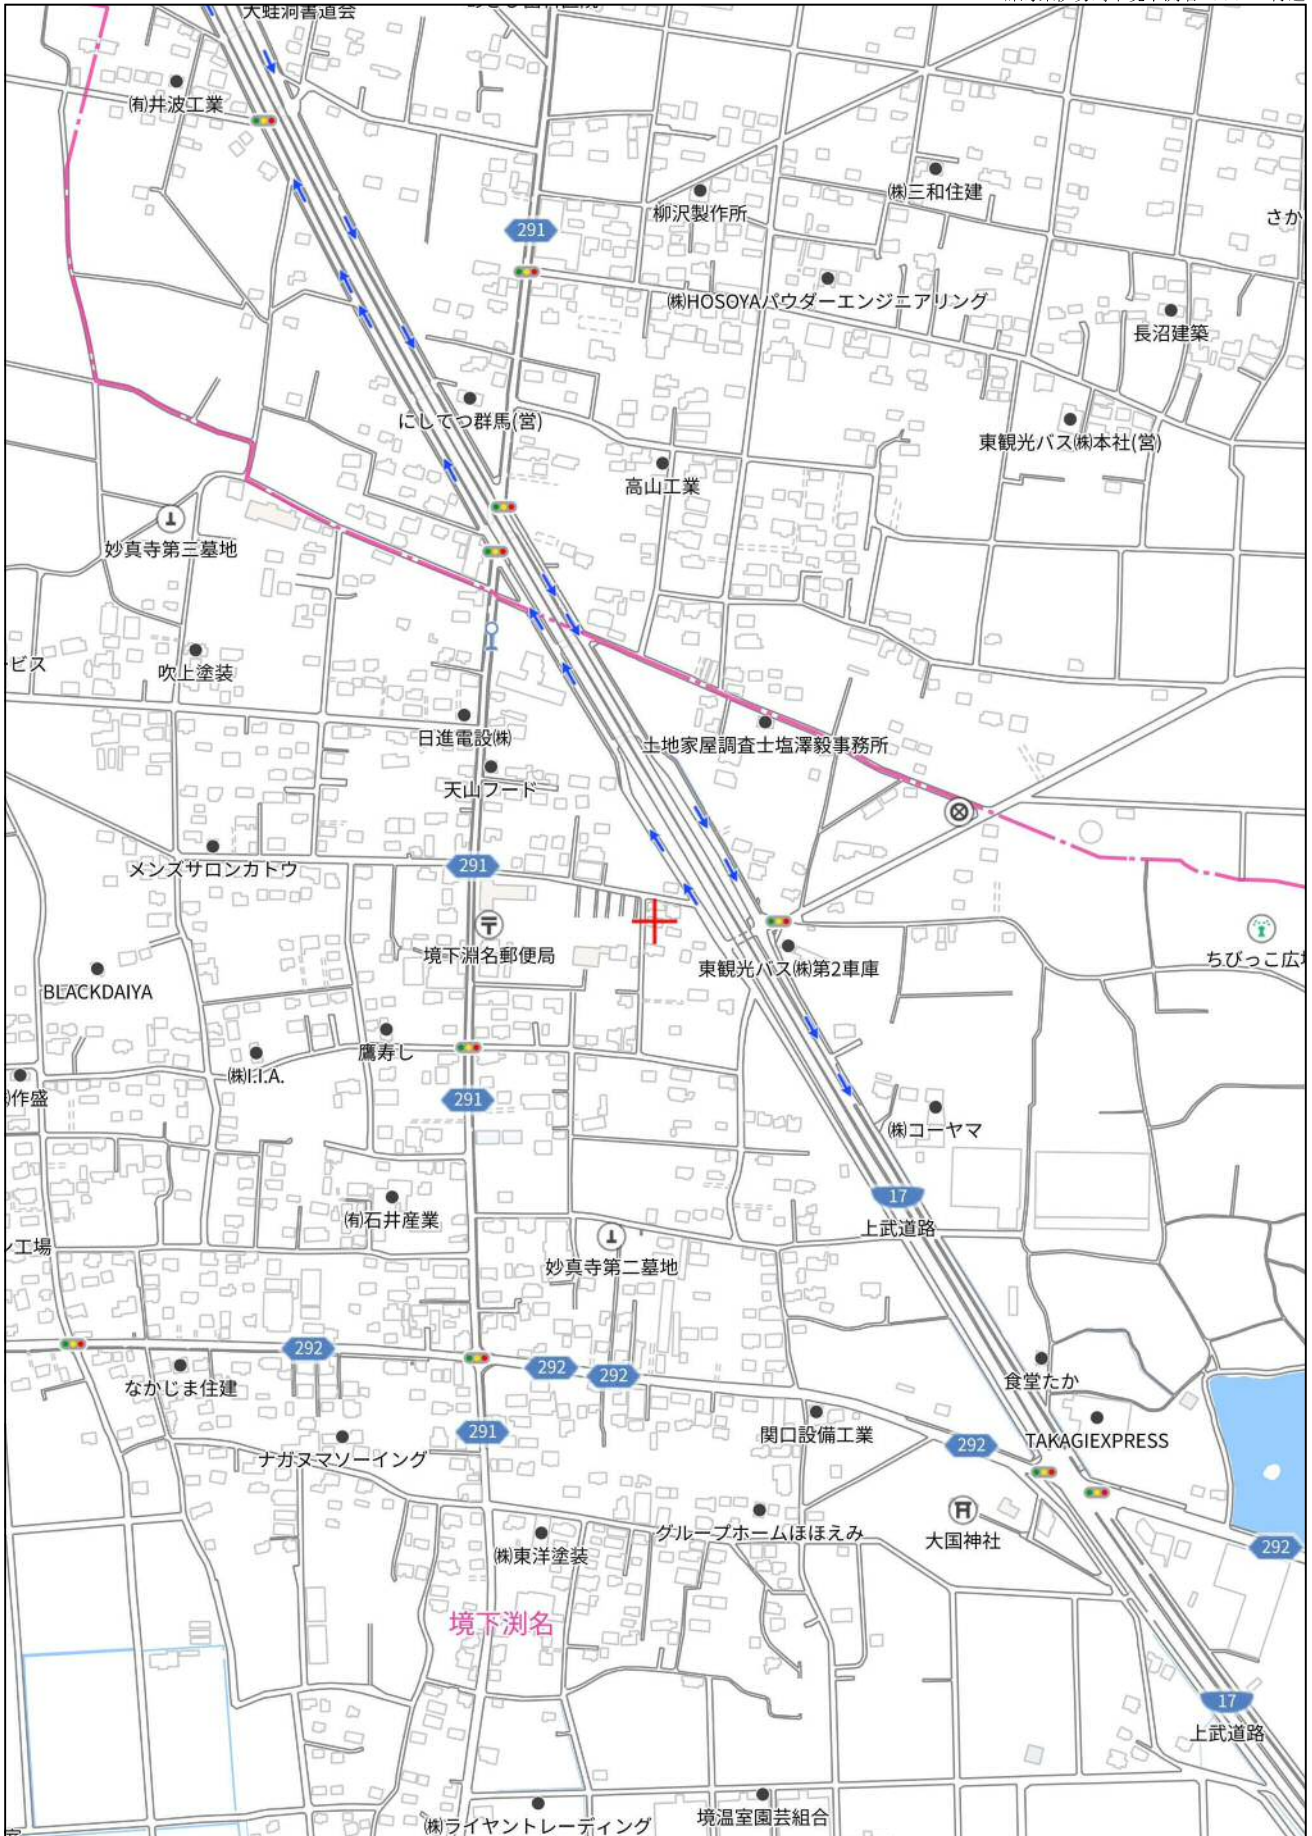 大蛙洞書道会
㈲井波工業
㈱三和住建
柳沢製作所
さか
291
㈱HOSOYAパウダーエンジニアリング
長沼建築
にしてつ群馬(営)
東観光バス㈱本社(営)
高山工業
妙真寺第三墓地
ービス
吹上塗装
日進電設㈱
土地家屋調査士塩澤毅事務所
天山フード
291
メンズサロンカトウ
境下渕名郵便局
東観光バス㈱第2車庫
ちびっこ広場
BLACKDAIYA
鷹寿し
㈱I.I.A.
作盛
291
㈱コーヤマ
17
上武道路
㈲石井産業
ン工場
妙真寺第二墓地
292
292
292
なかじま住建
食堂たか
291
関口設備工業
292
TAKAGIEXPRESS
ナガヌマソーイング
グループホームほほえみ
大国神社
292
㈱東洋塗装
境下渕名
17
上武道路
境温室園芸組合
㈱ライヤントレーディング